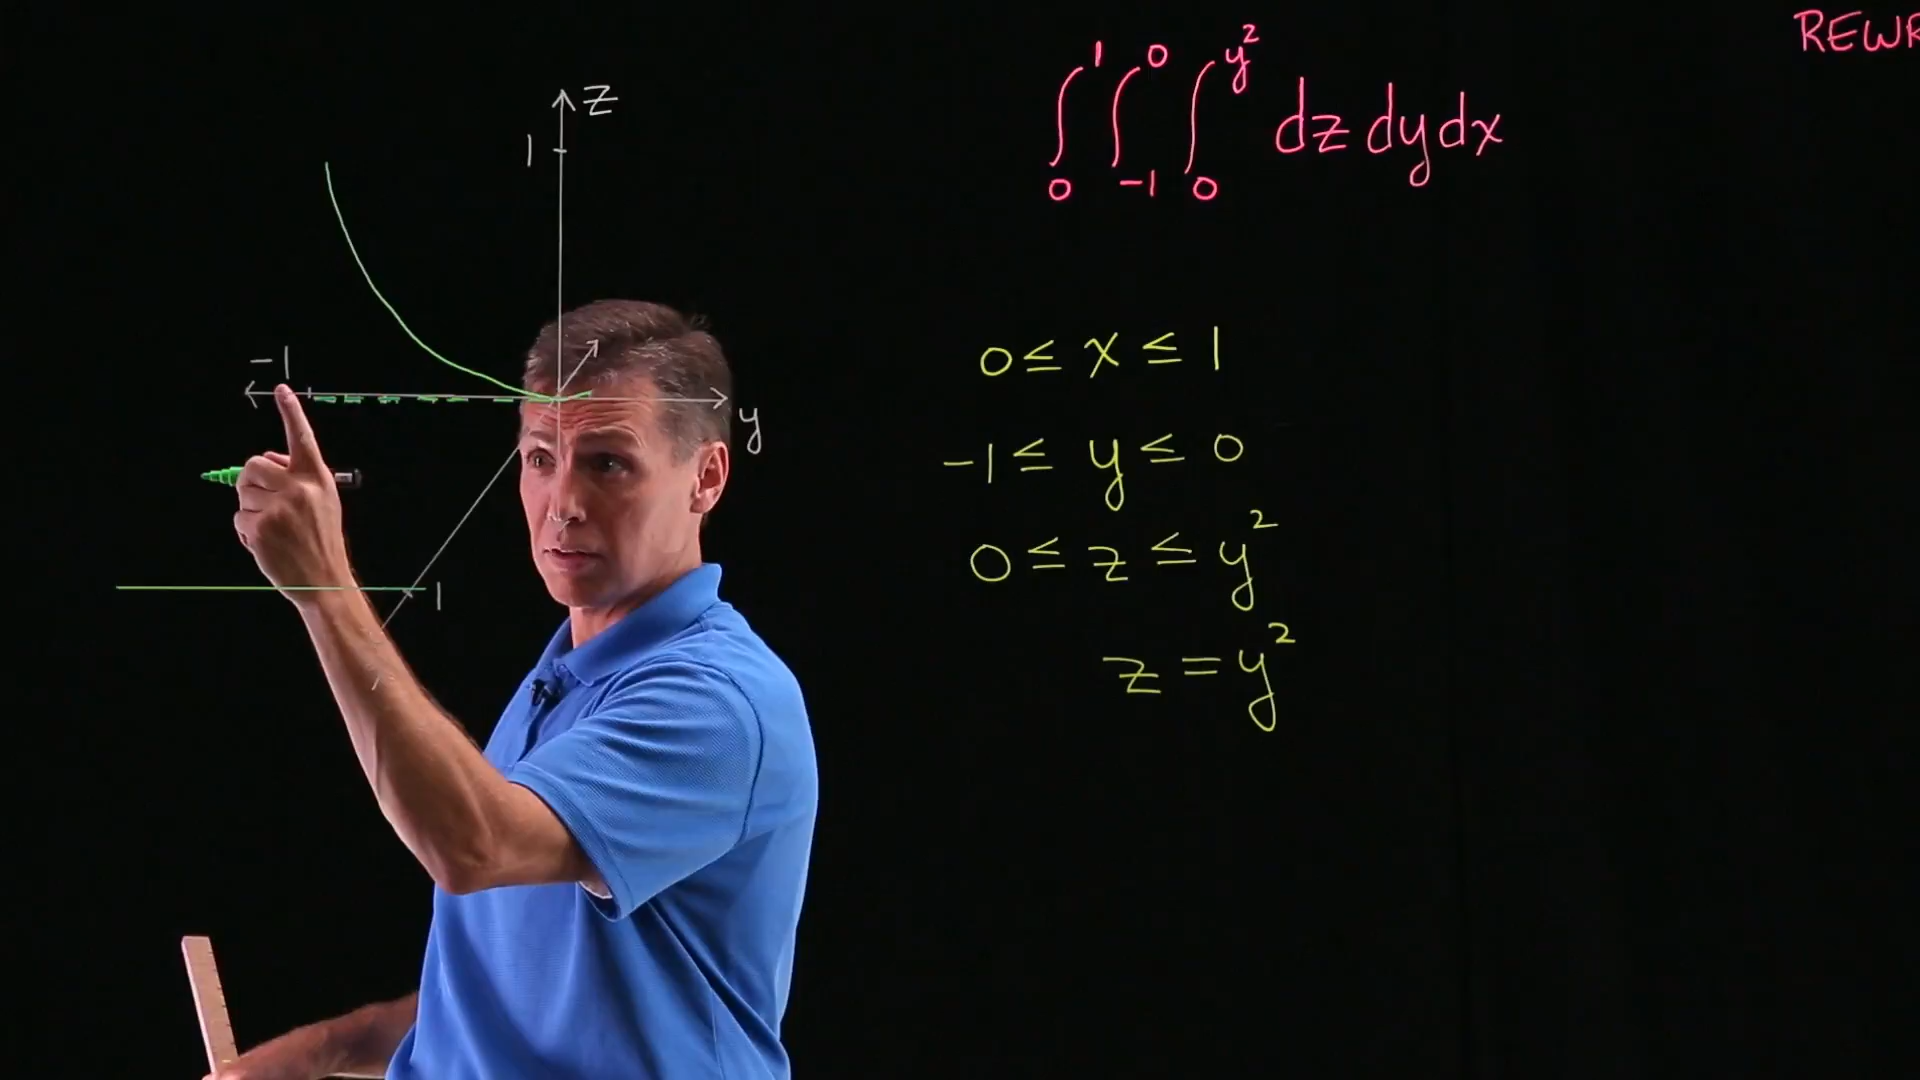 REWR
∫₀¹ ∫₋₁⁰ ∫₀^y² dz dy dx
z
1
-1
y
1
0 ≤ x ≤ 1
-1 ≤ y ≤ 0
0 ≤ z ≤ y²
z = y²